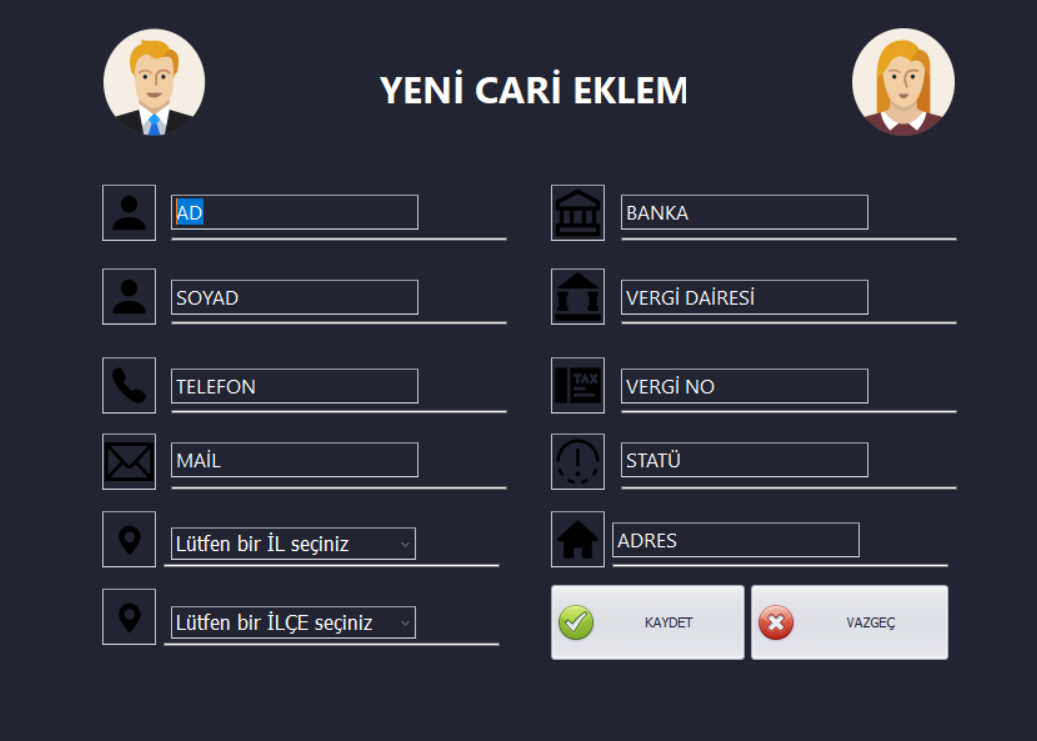 YENİ CARİ EKLEM
AD
SOYAD
TELEFON
MAİL
Lütfen bir İL seçiniz
Lütfen bir İLÇE seçiniz
BANKA
VERGİ DAİRESİ
TAX
VERGİ NO
STATÜ
ADRES
KAYDET
VAZGEÇ